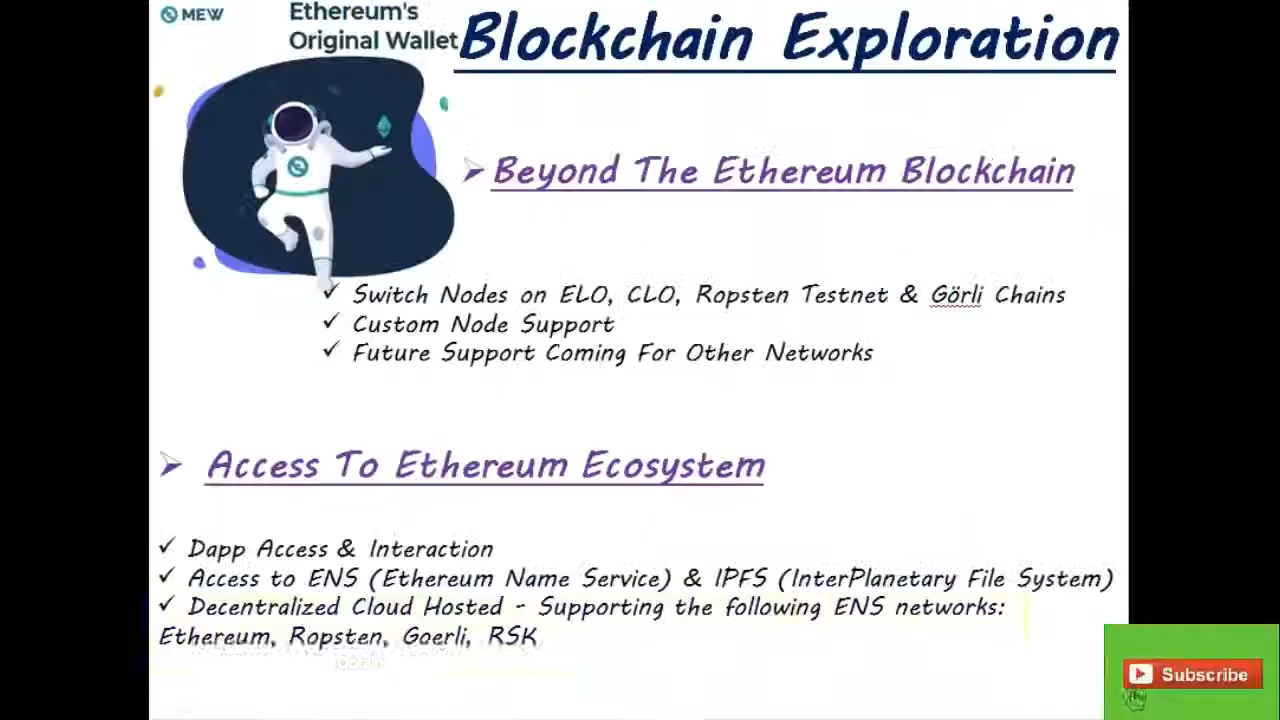 MEW
Ethereum's
Original Wallet
Blockchain Exploration
Beyond The Ethereum Blockchain
Switch Nodes on ELO, CLO, Ropsten Testnet & Görli Chains
Custom Node Support
Future Support Coming For Other Networks
Access To Ethereum Ecosystem
Dapp Access & Interaction
Access to ENS (Ethereum Name Service) & IPFS (InterPlanetary File System)
Decentralized Cloud Hosted - Supporting the following ENS networks:
Ethereum, Ropsten, Goerli, RSK
Subscribe